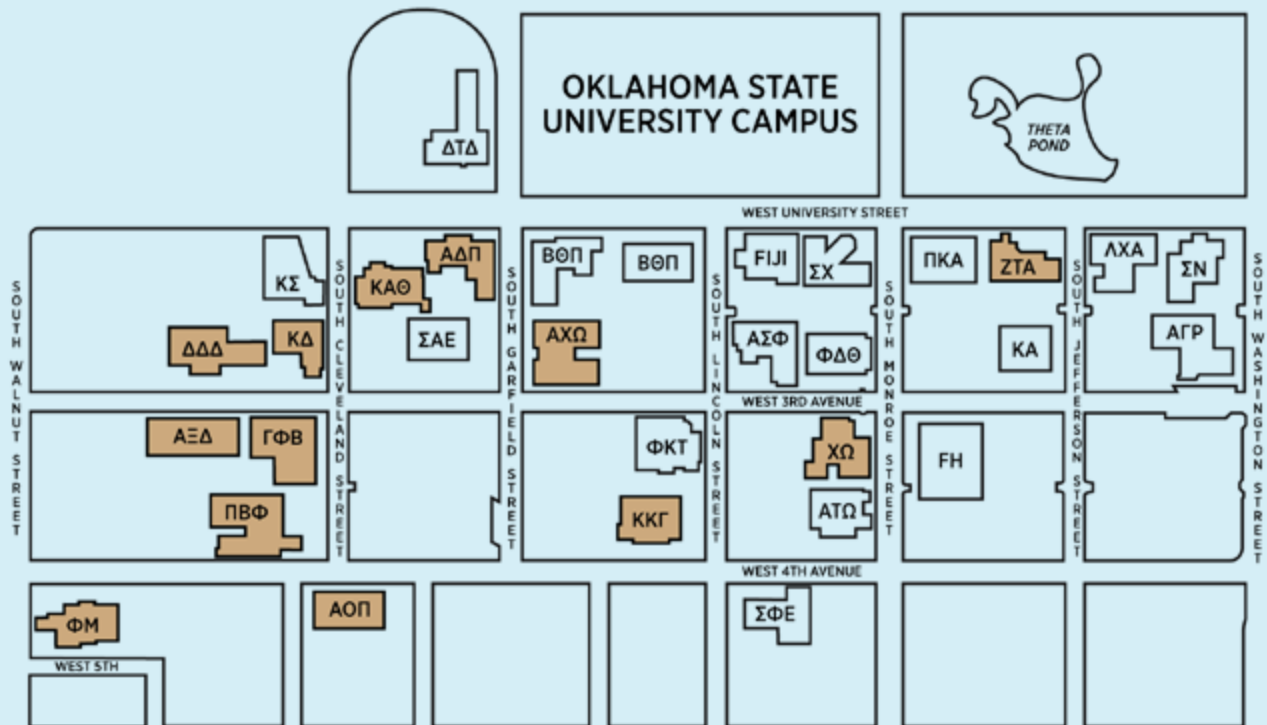 OKLAHOMA STATE
UNIVERSITY CAMPUS
ΔΤΔ
THETA
POND
WEST UNIVERSITY STREET
ΚΣ
ΑΔΠ
ΚΑΘ
ΒΘΠ
ΒΘΠ
FIJI
ΣΧ
ΠΚΑ
ΖΤΑ
ΛΧΑ
ΣΝ
ΔΔΔ
ΚΔ
ΣΑΕ
ΑΧΩ
ΑΣΦ
ΦΔΘ
ΚΑ
ΑΓΡ
SOUTH WALNUT STREET
SOUTH CLEVELAND STREET
SOUTH GARFIELD STREET
SOUTH LINCOLN STREET
SOUTH MONROE STREET
SOUTH JEFFERSON STREET
SOUTH WASHINGTON STREET
WEST 3RD AVENUE
ΑΞΔ
ΓΦΒ
ΦΚΤ
ΧΩ
FH
ΠΒΦ
ΚΚΓ
ΑΤΩ
WEST 4TH AVENUE
ΦΜ
ΑΟΠ
ΣΦΕ
WEST 5TH